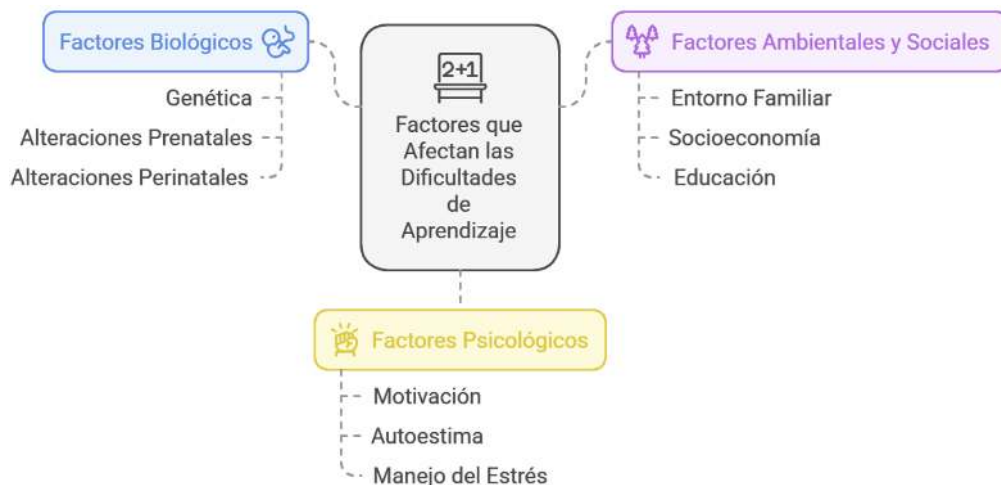 Factores Biológicos
Genética
Alteraciones Prenatales
Alteraciones Perinatales
2+1
Factores que
Afectan las
Dificultades
de
Aprendizaje
Factores Ambientales y Sociales
Entorno Familiar
Socioeconomía
Educación
Factores Psicológicos
Motivación
Autoestima
Manejo del Estrés